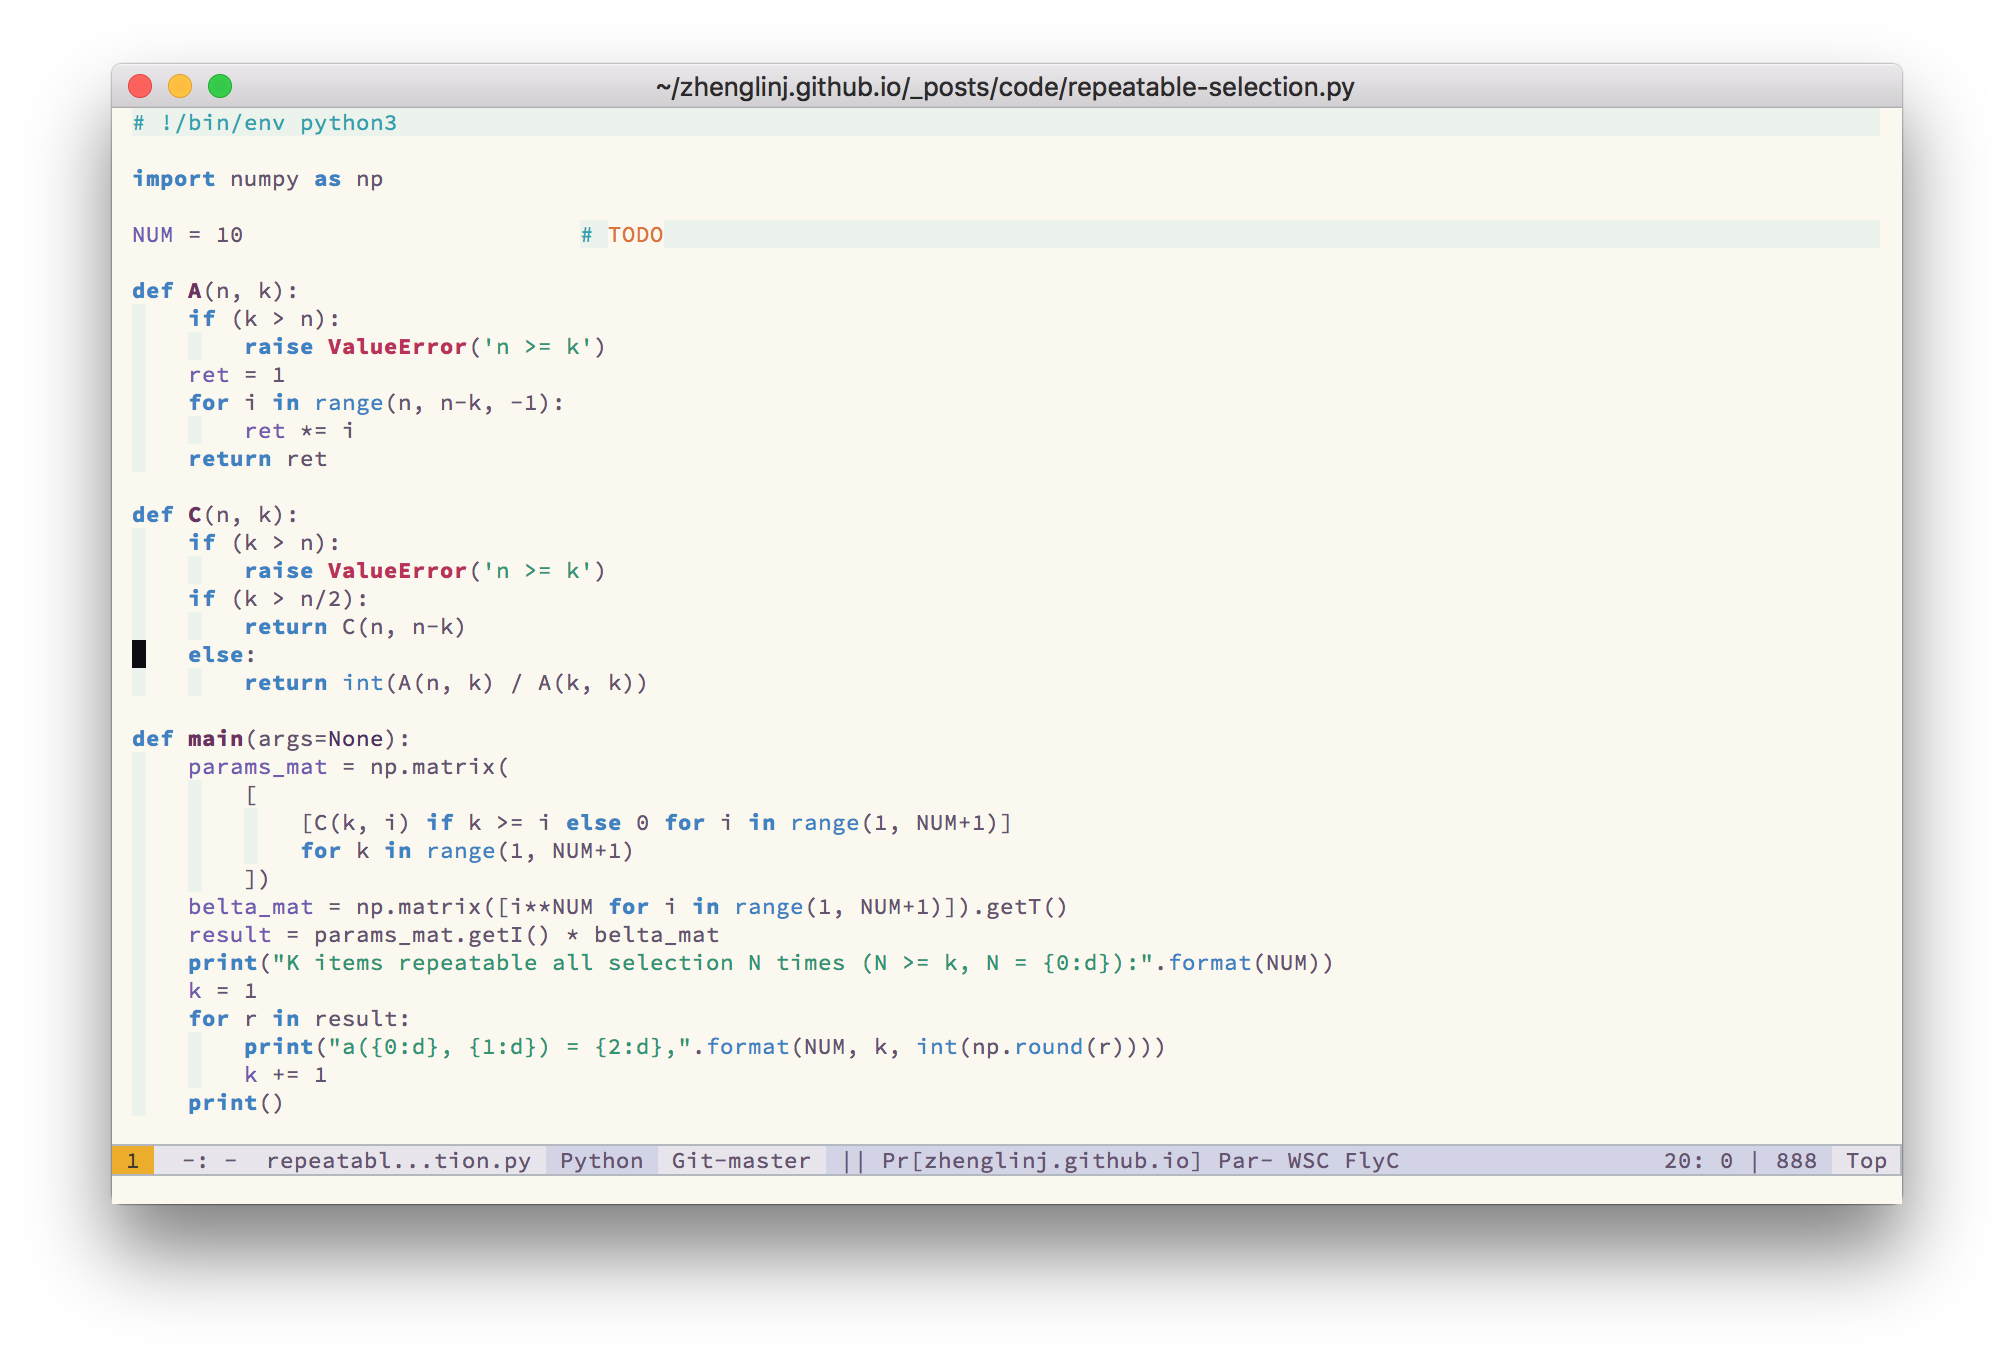 ~/zhenglinj.github.io/_posts/code/repeatable-selection.py
# !/bin/env python3
import numpy as np
NUM = 10                        # TODO
def A(n, k):
    if (k > n):
        raise ValueError('n >= k')
    ret = 1
    for i in range(n, n-k, -1):
        ret *= i
    return ret
def C(n, k):
    if (k > n):
        raise ValueError('n >= k')
    if (k > n/2):
        return C(n, n-k)
    else:
        return int(A(n, k) / A(k, k))
def main(args=None):
    params_mat = np.matrix(
        [
            [C(k, i) if k >= i else 0 for i in range(1, NUM+1)]
            for k in range(1, NUM+1)
        ])
    belta_mat = np.matrix([i**NUM for i in range(1, NUM+1)]).getT()
    result = params_mat.getI() * belta_mat
    print("K items repeatable all selection N times (N >= k, N = {0:d}):".format(NUM))
    k = 1
    for r in result:
        print("a({0:d}, {1:d}) = {2:d},".format(NUM, k, int(np.round(r))))
        k += 1
    print()
1  -: -  repeatabl...tion.py  Python  Git-master  || Pr[zhenglinj.github.io] Par- WSC FlyC  20: 0 | 888  Top